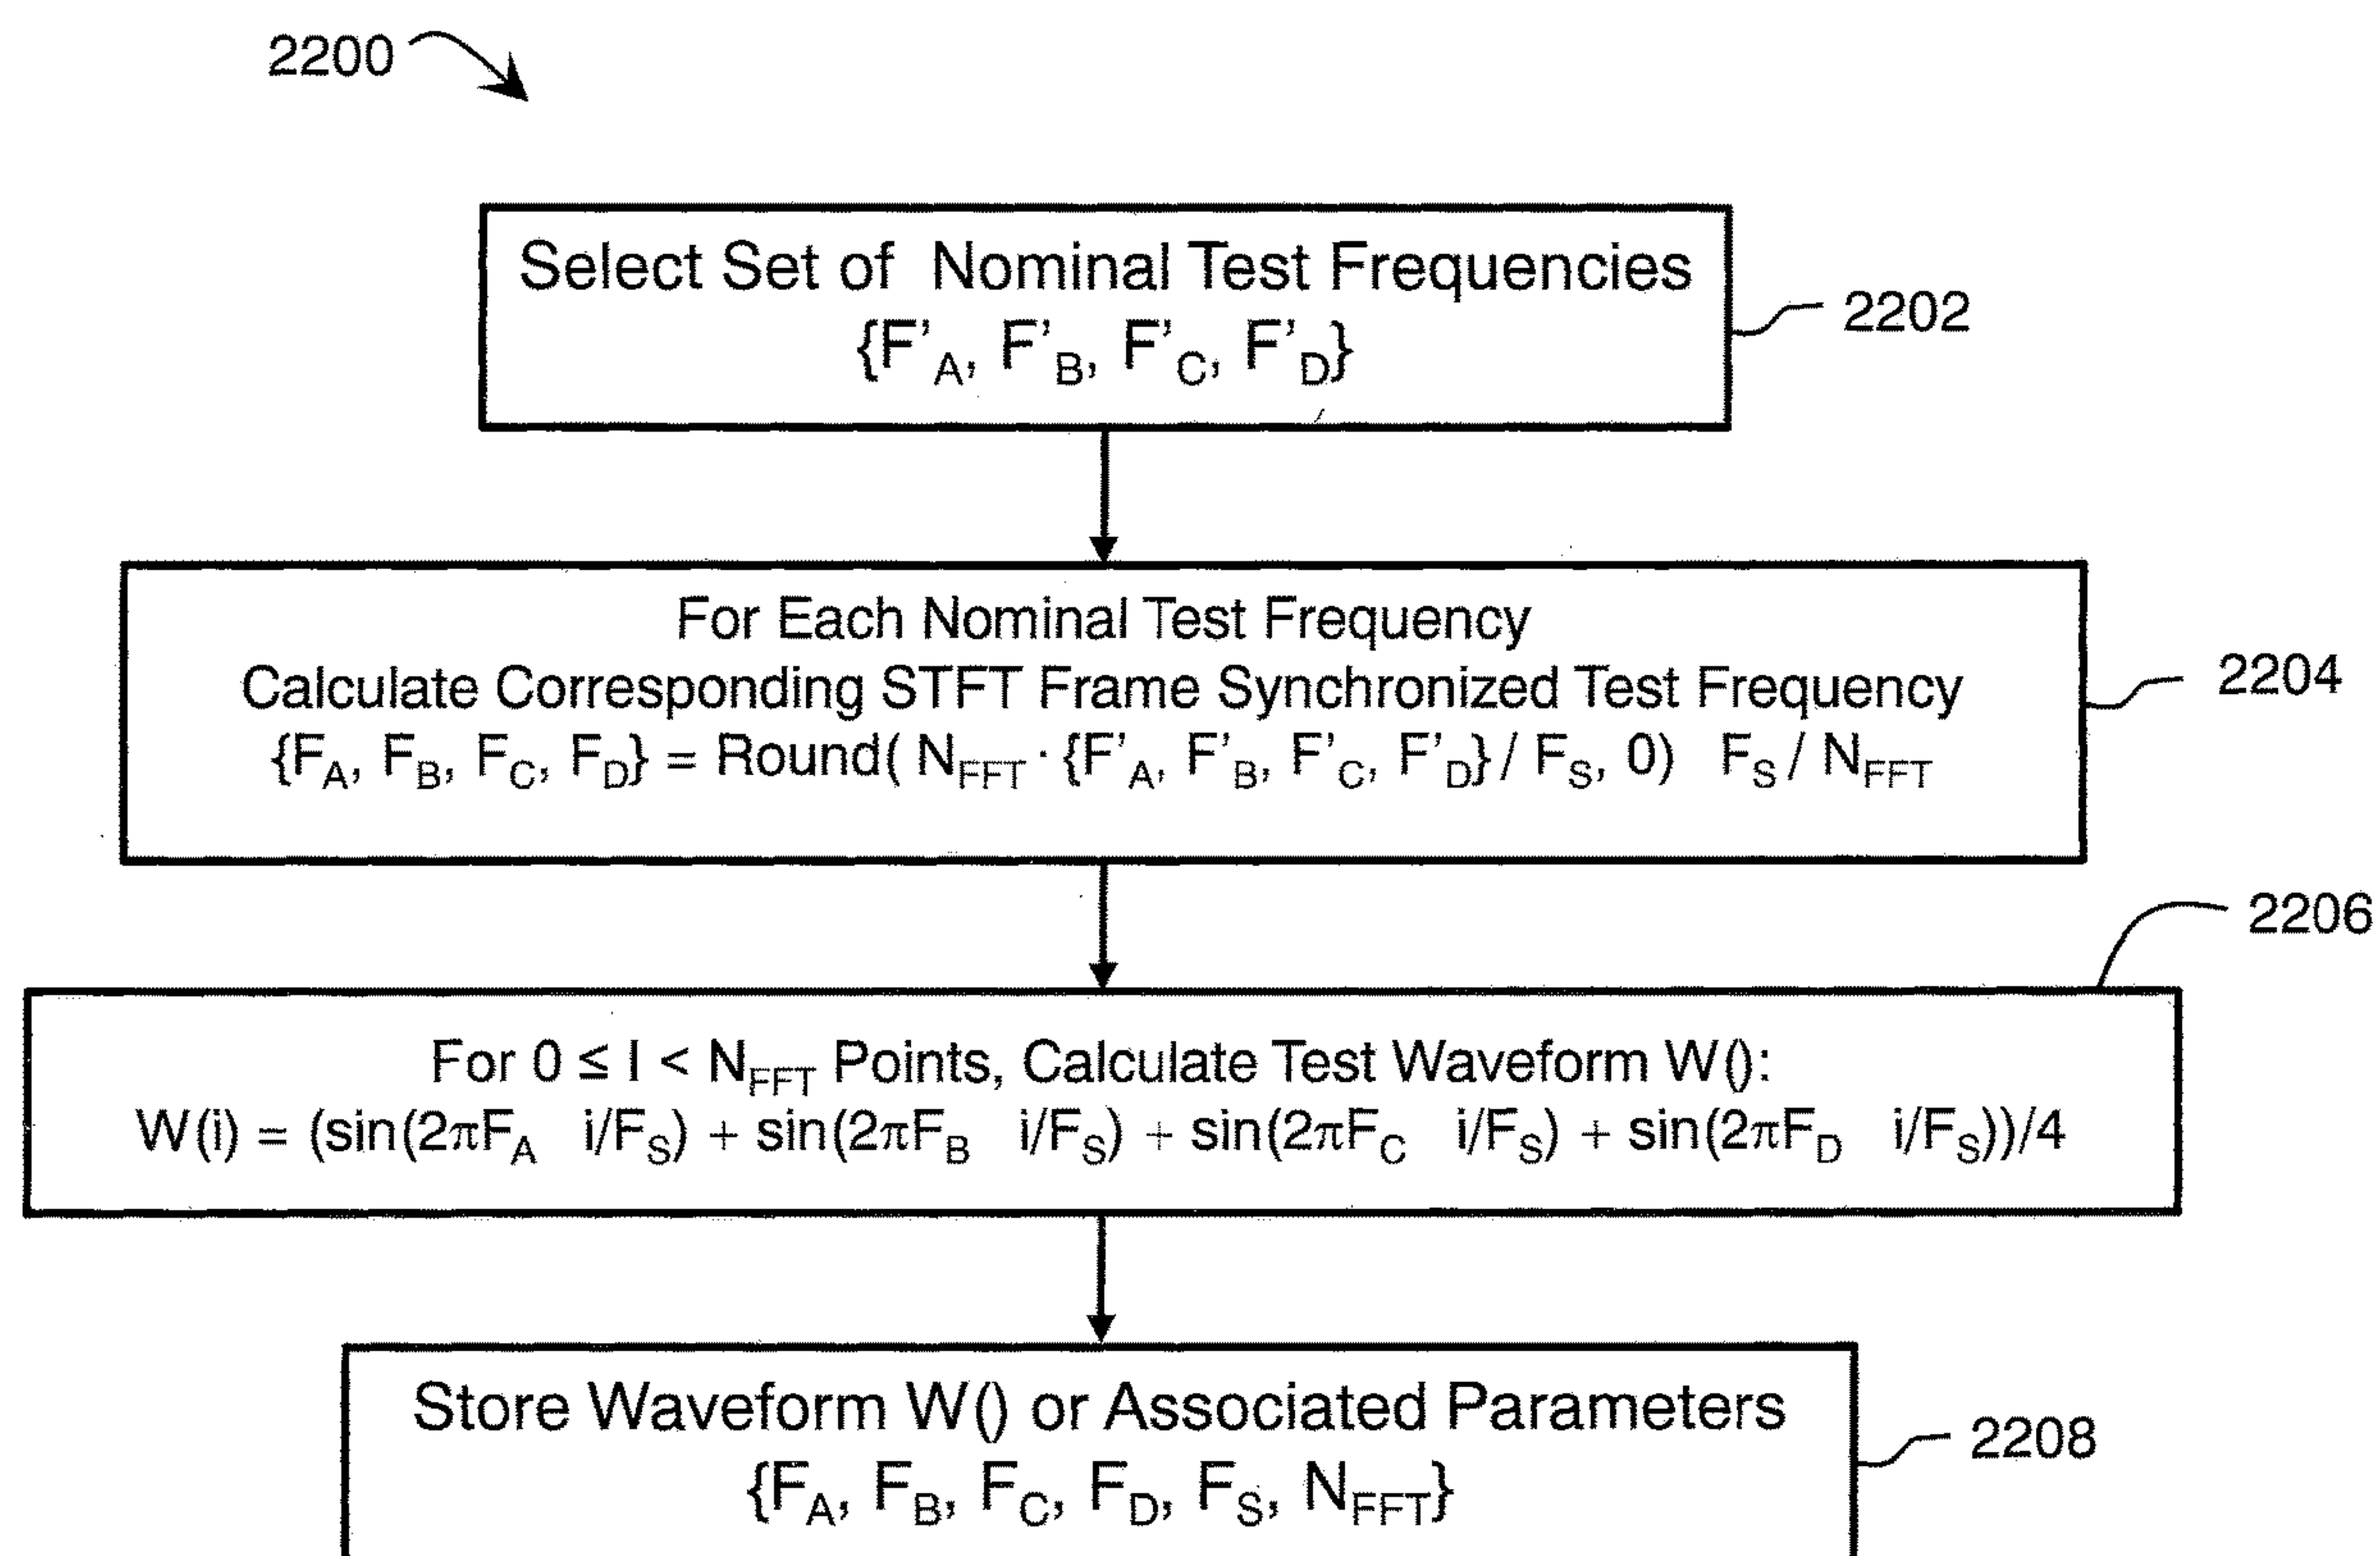 2200
Select Set of Nominal Test Frequencies
{F'A, F'B, F'C, F'D}
2202
For Each Nominal Test Frequency
Calculate Corresponding STFT Frame Synchronized Test Frequency
{FA, FB, FC, FD} = Round( NFFT · {F'A, F'B, F'C, F'D} / FS, 0) FS / NFFT
2204
2206
For 0 ≤ I < NFFT Points, Calculate Test Waveform W():
W(i) = (sin(2πFA i/FS) + sin(2πFB i/FS) + sin(2πFC i/FS) + sin(2πFD i/FS))/4
Store Waveform W() or Associated Parameters
{FA, FB, FC, FD, FS, NFFT}
2208